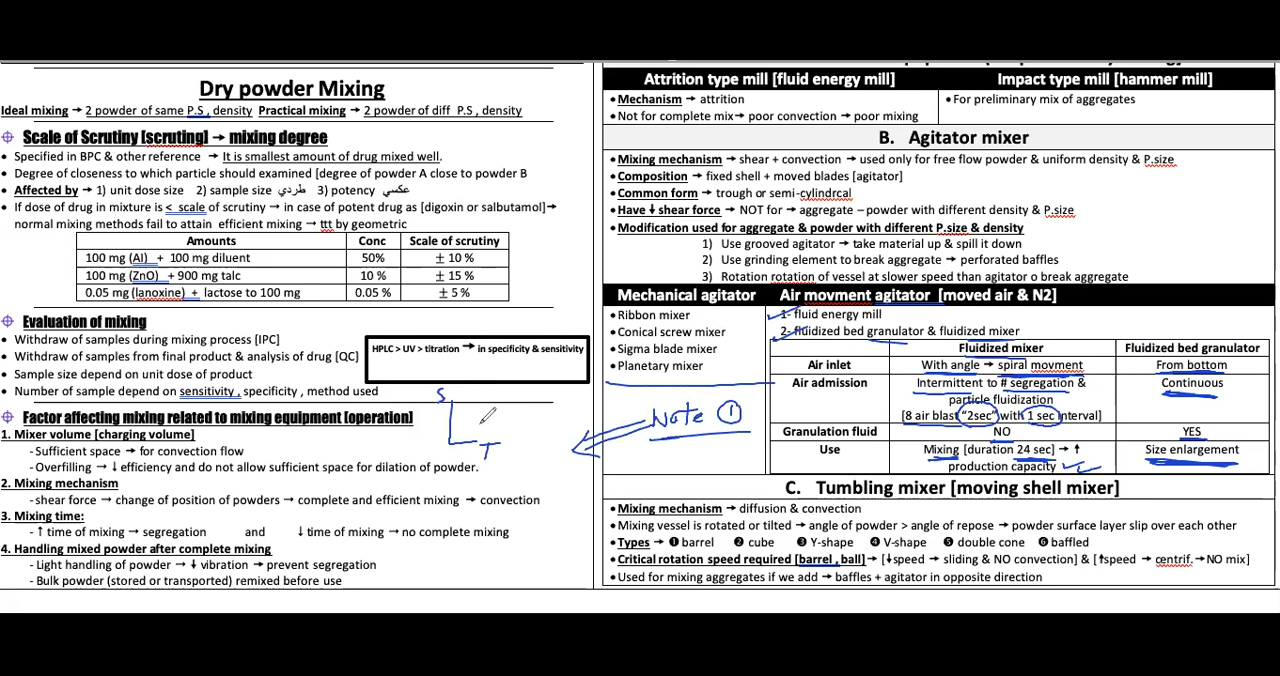 Dry powder Mixing
Ideal mixing → 2 powder of same P.S , density Practical mixing → 2 powder of diff P.S , density
Scale of Scrutiny [scruting] → mixing degree
• Specified in BPC & other reference → It is smallest amount of drug mixed well.
• Degree of closeness to which particle should examined [degree of powder A close to powder B
• Affected by → 1) unit dose size 2) sample size طردي 3) potency عكسي
• If dose of drug in mixture is < scale of scrutiny → in case of potent drug as [digoxin or salbutamol]→
normal mixing methods fail to attain efficient mixing → ttt by geometric
Amounts Conc Scale of scrutiny
100 mg (Al) + 100 mg diluent 50% ± 10 %
100 mg (ZnO) + 900 mg talc 10 % ± 15 %
0.05 mg (lanoxine) + lactose to 100 mg 0.05 % ± 5 %
Evaluation of mixing
• Withdraw of samples during mixing process [IPC]
• Withdraw of samples from final product & analysis of drug [QC]
• Sample size depend on unit dose of product
• Number of sample depend on sensitivity , specificity , method used
HPLC > UV > titration → in specificity & sensitivity
S
T
Factor affecting mixing related to mixing equipment [operation]
1. Mixer volume [charging volume]
- Sufficient space → for convection flow
- Overfilling → ↓ efficiency and do not allow sufficient space for dilation of powder.
2. Mixing mechanism
- shear force → change of position of powders → complete and efficient mixing → convection
3. Mixing time:
- ↑ time of mixing → segregation and ↓ time of mixing → no complete mixing
4. Handling mixed powder after complete mixing
- Light handling of powder → ↓ vibration → prevent segregation
- Bulk powder (stored or transported) remixed before use
Attrition type mill [fluid energy mill] Impact type mill [hammer mill]
• Mechanism → attrition • For preliminary mix of aggregates
• Not for complete mix→ poor convection → poor mixing
B. Agitator mixer
• Mixing mechanism → shear + convection → used only for free flow powder & uniform density & P.size
• Composition → fixed shell + moved blades [agitator]
• Common form → trough or semi-cylindrcal
• Have ↓ shear force → NOT for → aggregate – powder with different density & P.size
• Modification used for aggregate & powder with different P.size & density
1) Use grooved agitator → take material up & spill it down
2) Use grinding element to break aggregate → perforated baffles
3) Rotation rotation of vessel at slower speed than agitator o break aggregate
Mechanical agitator Air movment agitator [moved air & N2]
• Ribbon mixer
• Conical screw mixer
• Sigma blade mixer
• Planetary mixer
1- fluid energy mill
2- fluidized bed granulator & fluidized mixer
Fluidized mixer Fluidized bed granulator
Air inlet With angle → spiral movment From bottom
Air admission Intermittent to # segregation & Continuous
particle fluidization
[8 air blast "2sec" with 1 sec interval]
Granulation fluid NO YES
Use Mixing [duration 24 sec] → ↑ Size enlargement
production capacity
Note ①
C. Tumbling mixer [moving shell mixer]
• Mixing mechanism → diffusion & convection
• Mixing vessel is rotated or tilted → angle of powder > angle of repose → powder surface layer slip over each other
• Types → ❶ barrel ❷ cube ❸ Y-shape ❹ V-shape ❺ double cone ❻ baffled
• Critical rotation speed required [barrel , ball] → [↓speed → sliding & NO convection] & [↑speed → centrif. →NO mix]
• Used for mixing aggregates if we add → baffles + agitator in opposite direction